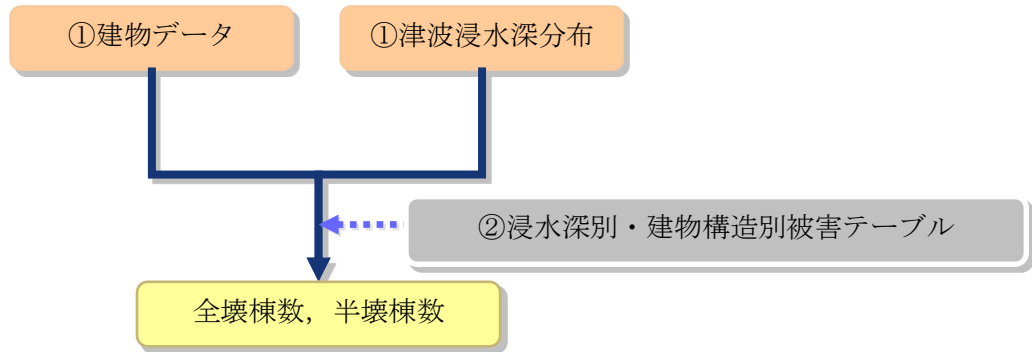 ①建物データ
①津波浸水深分布
②浸水深別・建物構造別被害テーブル
全壊棟数，半壊棟数